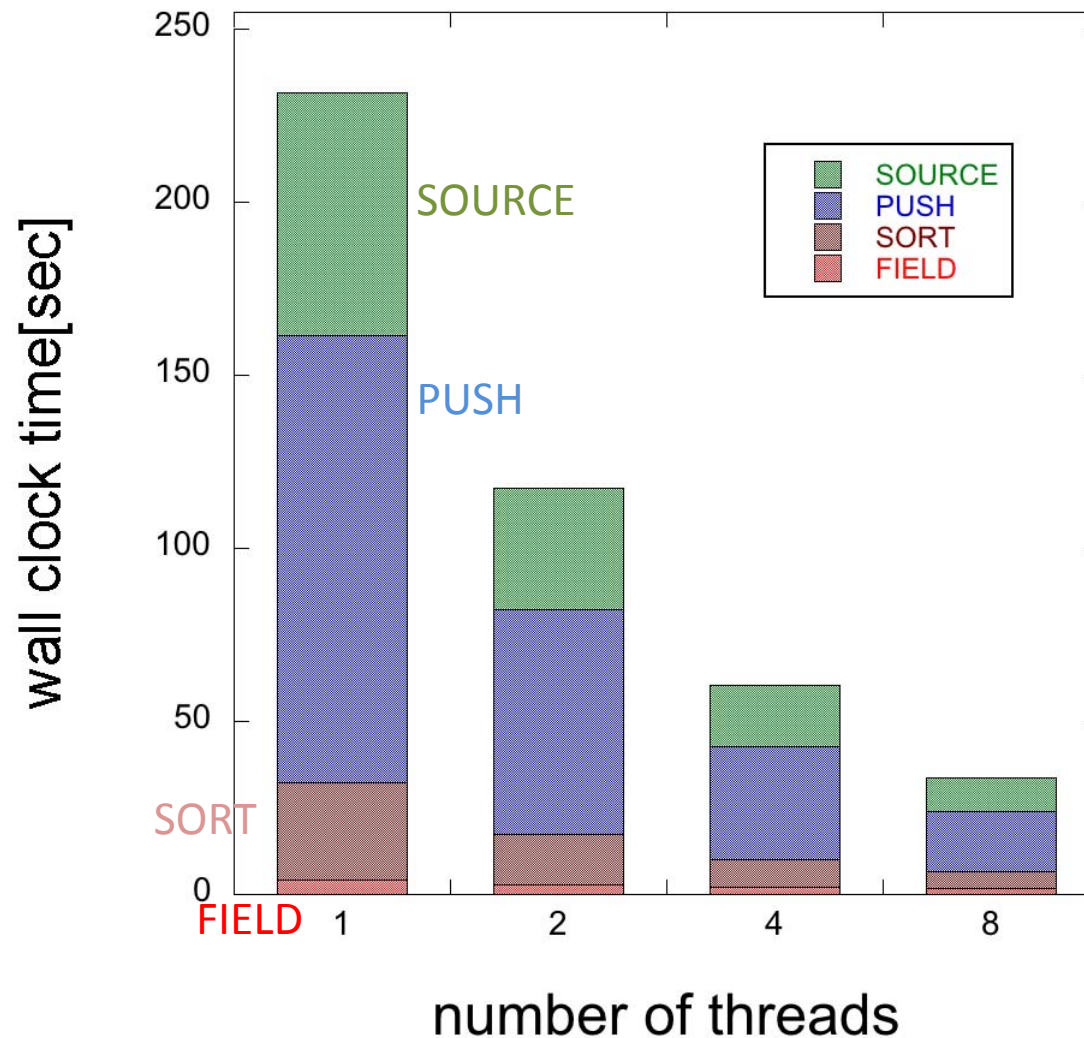 250
200
150
100
50
0
wall clock time[sec]
SOURCE
PUSH
SORT
FIELD
SOURCE
PUSH
SORT
FIELD
1
2
4
8
number of threads